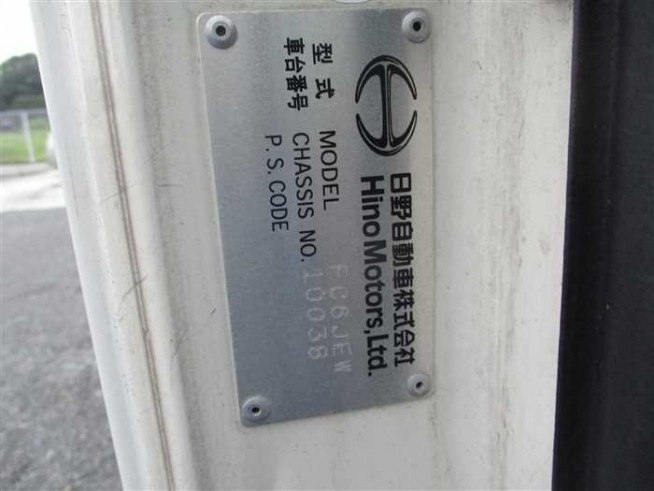 日野自動車株式会社
Hino Motors, Ltd.
型式 MODEL FC6JEW
車台番号 CHASSIS NO. 10038
P. S. CODE